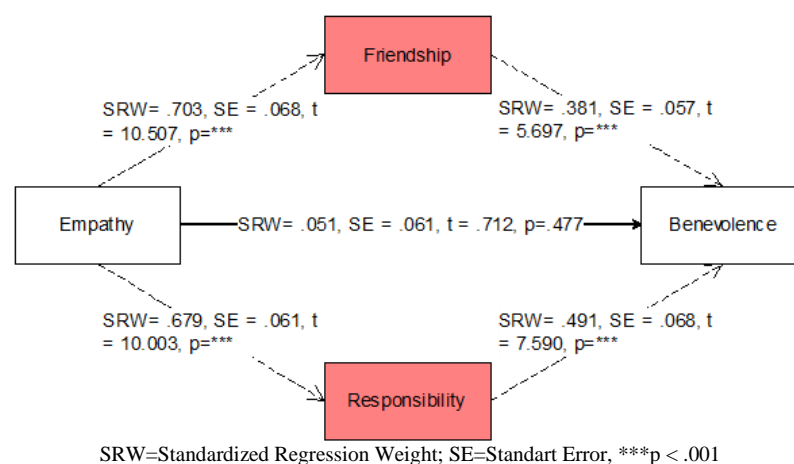 Friendship
SRW= .703, SE = .068, t
= 10.507, p=***
SRW= .381, SE = .057, t
= 5.697, p=***
Empathy
SRW= .051, SE = .061, t = .712, p=.477
Benevolence
SRW= .679, SE = .061, t
= 10.003, p=***
SRW= .491, SE = .068, t
= 7.590, p=***
Responsibility
SRW=Standardized Regression Weight; SE=Standart Error, ***p < .001